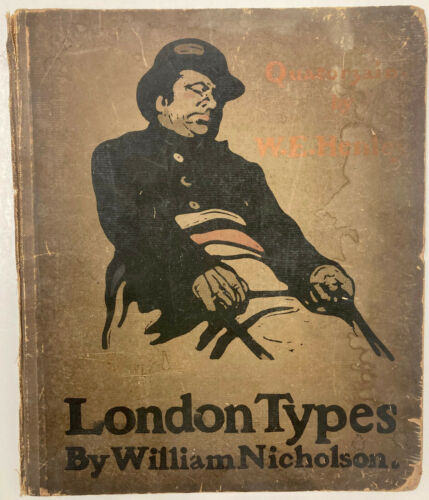 Quatorzains
by
W.E. Henley
London Types
By William Nicholson.